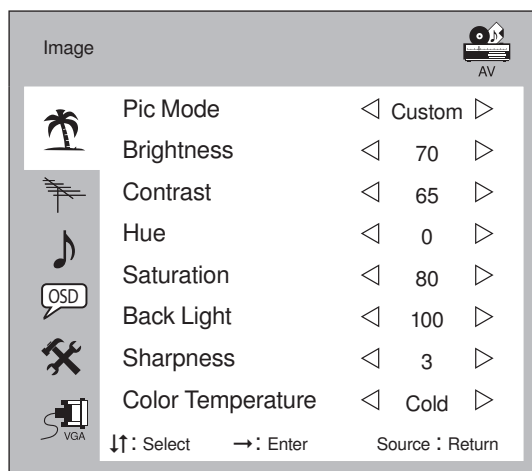 Image
AV
Pic Mode ◁ Custom ▷
Brightness ◁ 70 ▷
Contrast ◁ 65 ▷
Hue ◁ 0 ▷
Saturation ◁ 80 ▷
OSD
Back Light ◁ 100 ▷
Sharpness ◁ 3 ▷
Color Temperature ◁ Cold ▷
VGA
↓↑: Select →: Enter Source : Return